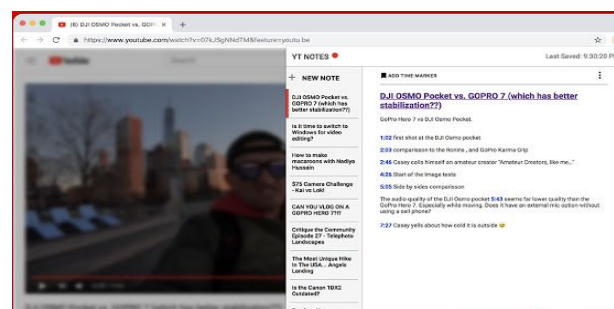 (6) DJI OSMO Pocket vs. GOPR
https://www.youtube.com/watch?v=07kJSgNNdTM&feature=youtu.be
YT NOTES
Last Saved: 9:30:20 P
+ NEW NOTE
DJI OSMO Pocket vs.
GOPRO 7 (which has better
stabilization??)
Is it time to switch to
Windows for video
editing?
How to make
macaroons with Nadiya
Hussain
$75 Camera Challenge
- Kai vs Lok!
CAN YOU VLOG ON A
GOPRO HERO 7?!?
Critique the Community
Episode 27 - Telephoto
Landscapes
The Most Unique Hike
In The USA... Angels
Landing
Is the Canon 1DX2
Outdated?
ADD TIME MARKER
DJI OSMO Pocket vs. GOPRO 7 (which has better
stabilization??)
GoPro Hero 7 vs DJI Osmo Pocket.
1:02 first shot at the DJI Osmo pocket
2:03 comparison to the Ronins , and GoPro Karma Grip
2:46 Casey calls himself an amateur creator "Amateur Creators, like me..."
4:26 Start of the image tests
5:05 Side by sides comparisson
The audio quality of the DJI Osmo pocket 5:43 seems far lower quality than the
GoPro Hero 7. Especially while moving. Does it have an external mic option without
using a cell phone?
7:27 Casey yells about how cold it is outside